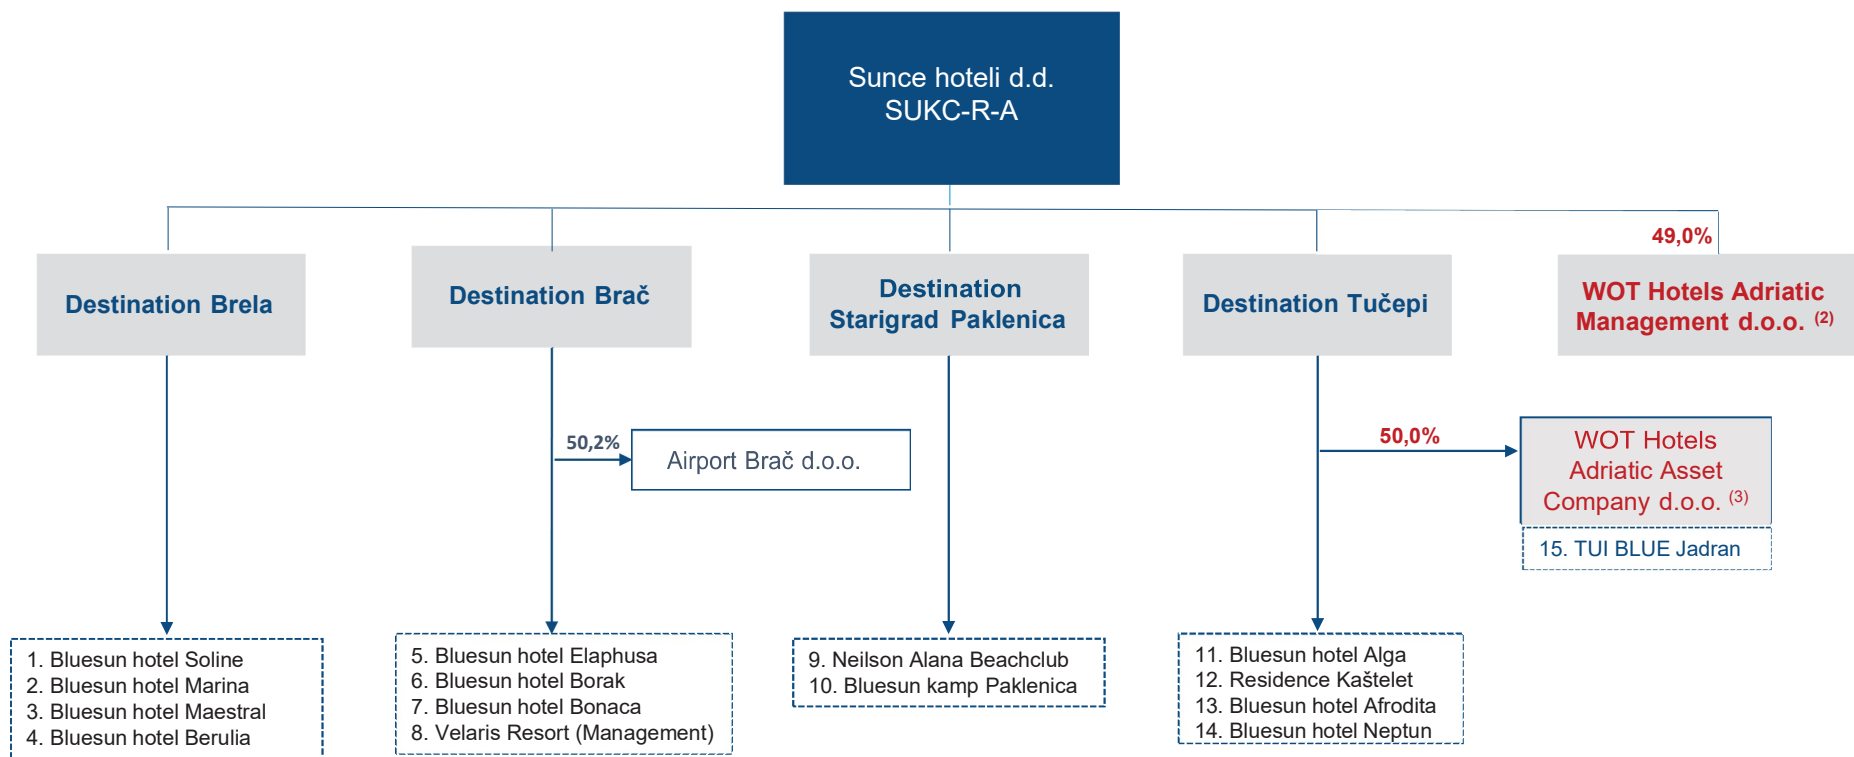 Sunce hoteli d.d.
SUKC-R-A
49,0%
Destination Brela
Destination Brač
Destination
Starigrad Paklenica
Destination Tučepi
WOT Hotels Adriatic
Management d.o.o. (2)
50,2%
Airport Brač d.o.o.
50,0%
WOT Hotels
Adriatic Asset
Company d.o.o. (3)
15. TUI BLUE Jadran
1. Bluesun hotel Soline
2. Bluesun hotel Marina
3. Bluesun hotel Maestral
4. Bluesun hotel Berulia
5. Bluesun hotel Elaphusa
6. Bluesun hotel Borak
7. Bluesun hotel Bonaca
8. Velaris Resort (Management)
9. Neilson Alana Beachclub
10. Bluesun kamp Paklenica
11. Bluesun hotel Alga
12. Residence Kaštelet
13. Bluesun hotel Afrodita
14. Bluesun hotel Neptun